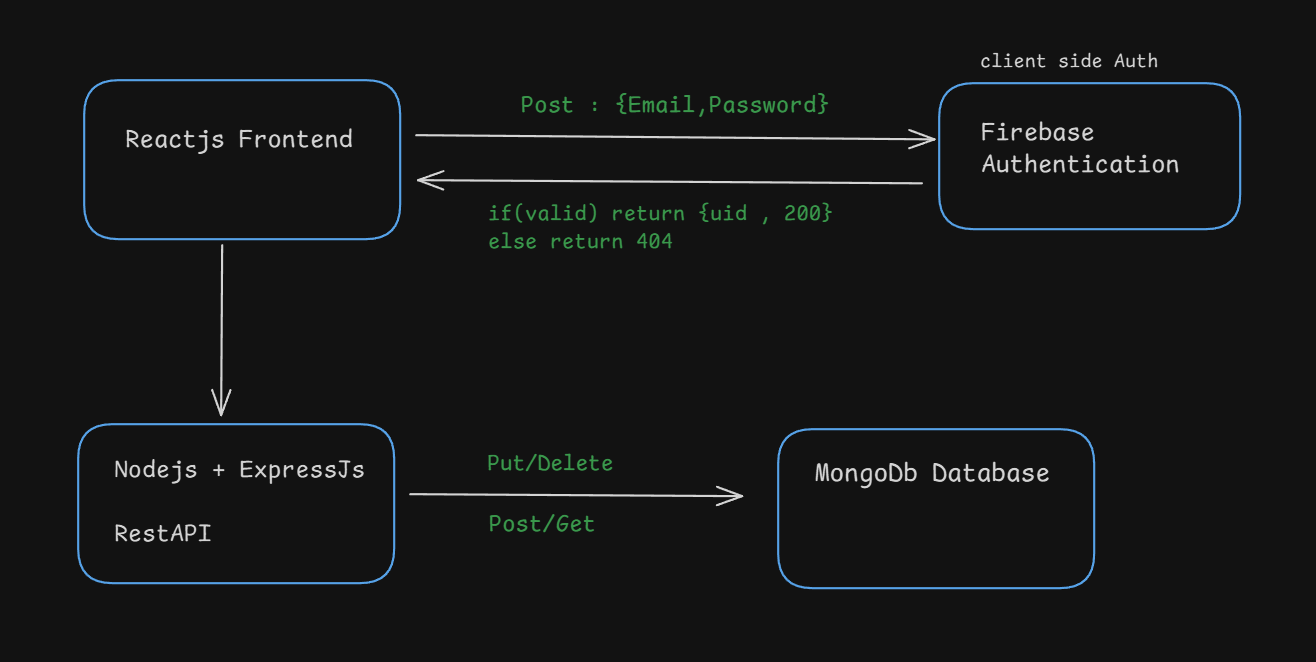 client side Auth
Reactjs Frontend
Post : {Email,Password}
Firebase
Authentication
if(valid) return {uid , 200}
else return 404
Nodejs + ExpressJs
RestAPI
Put/Delete
Post/Get
MongoDb Database